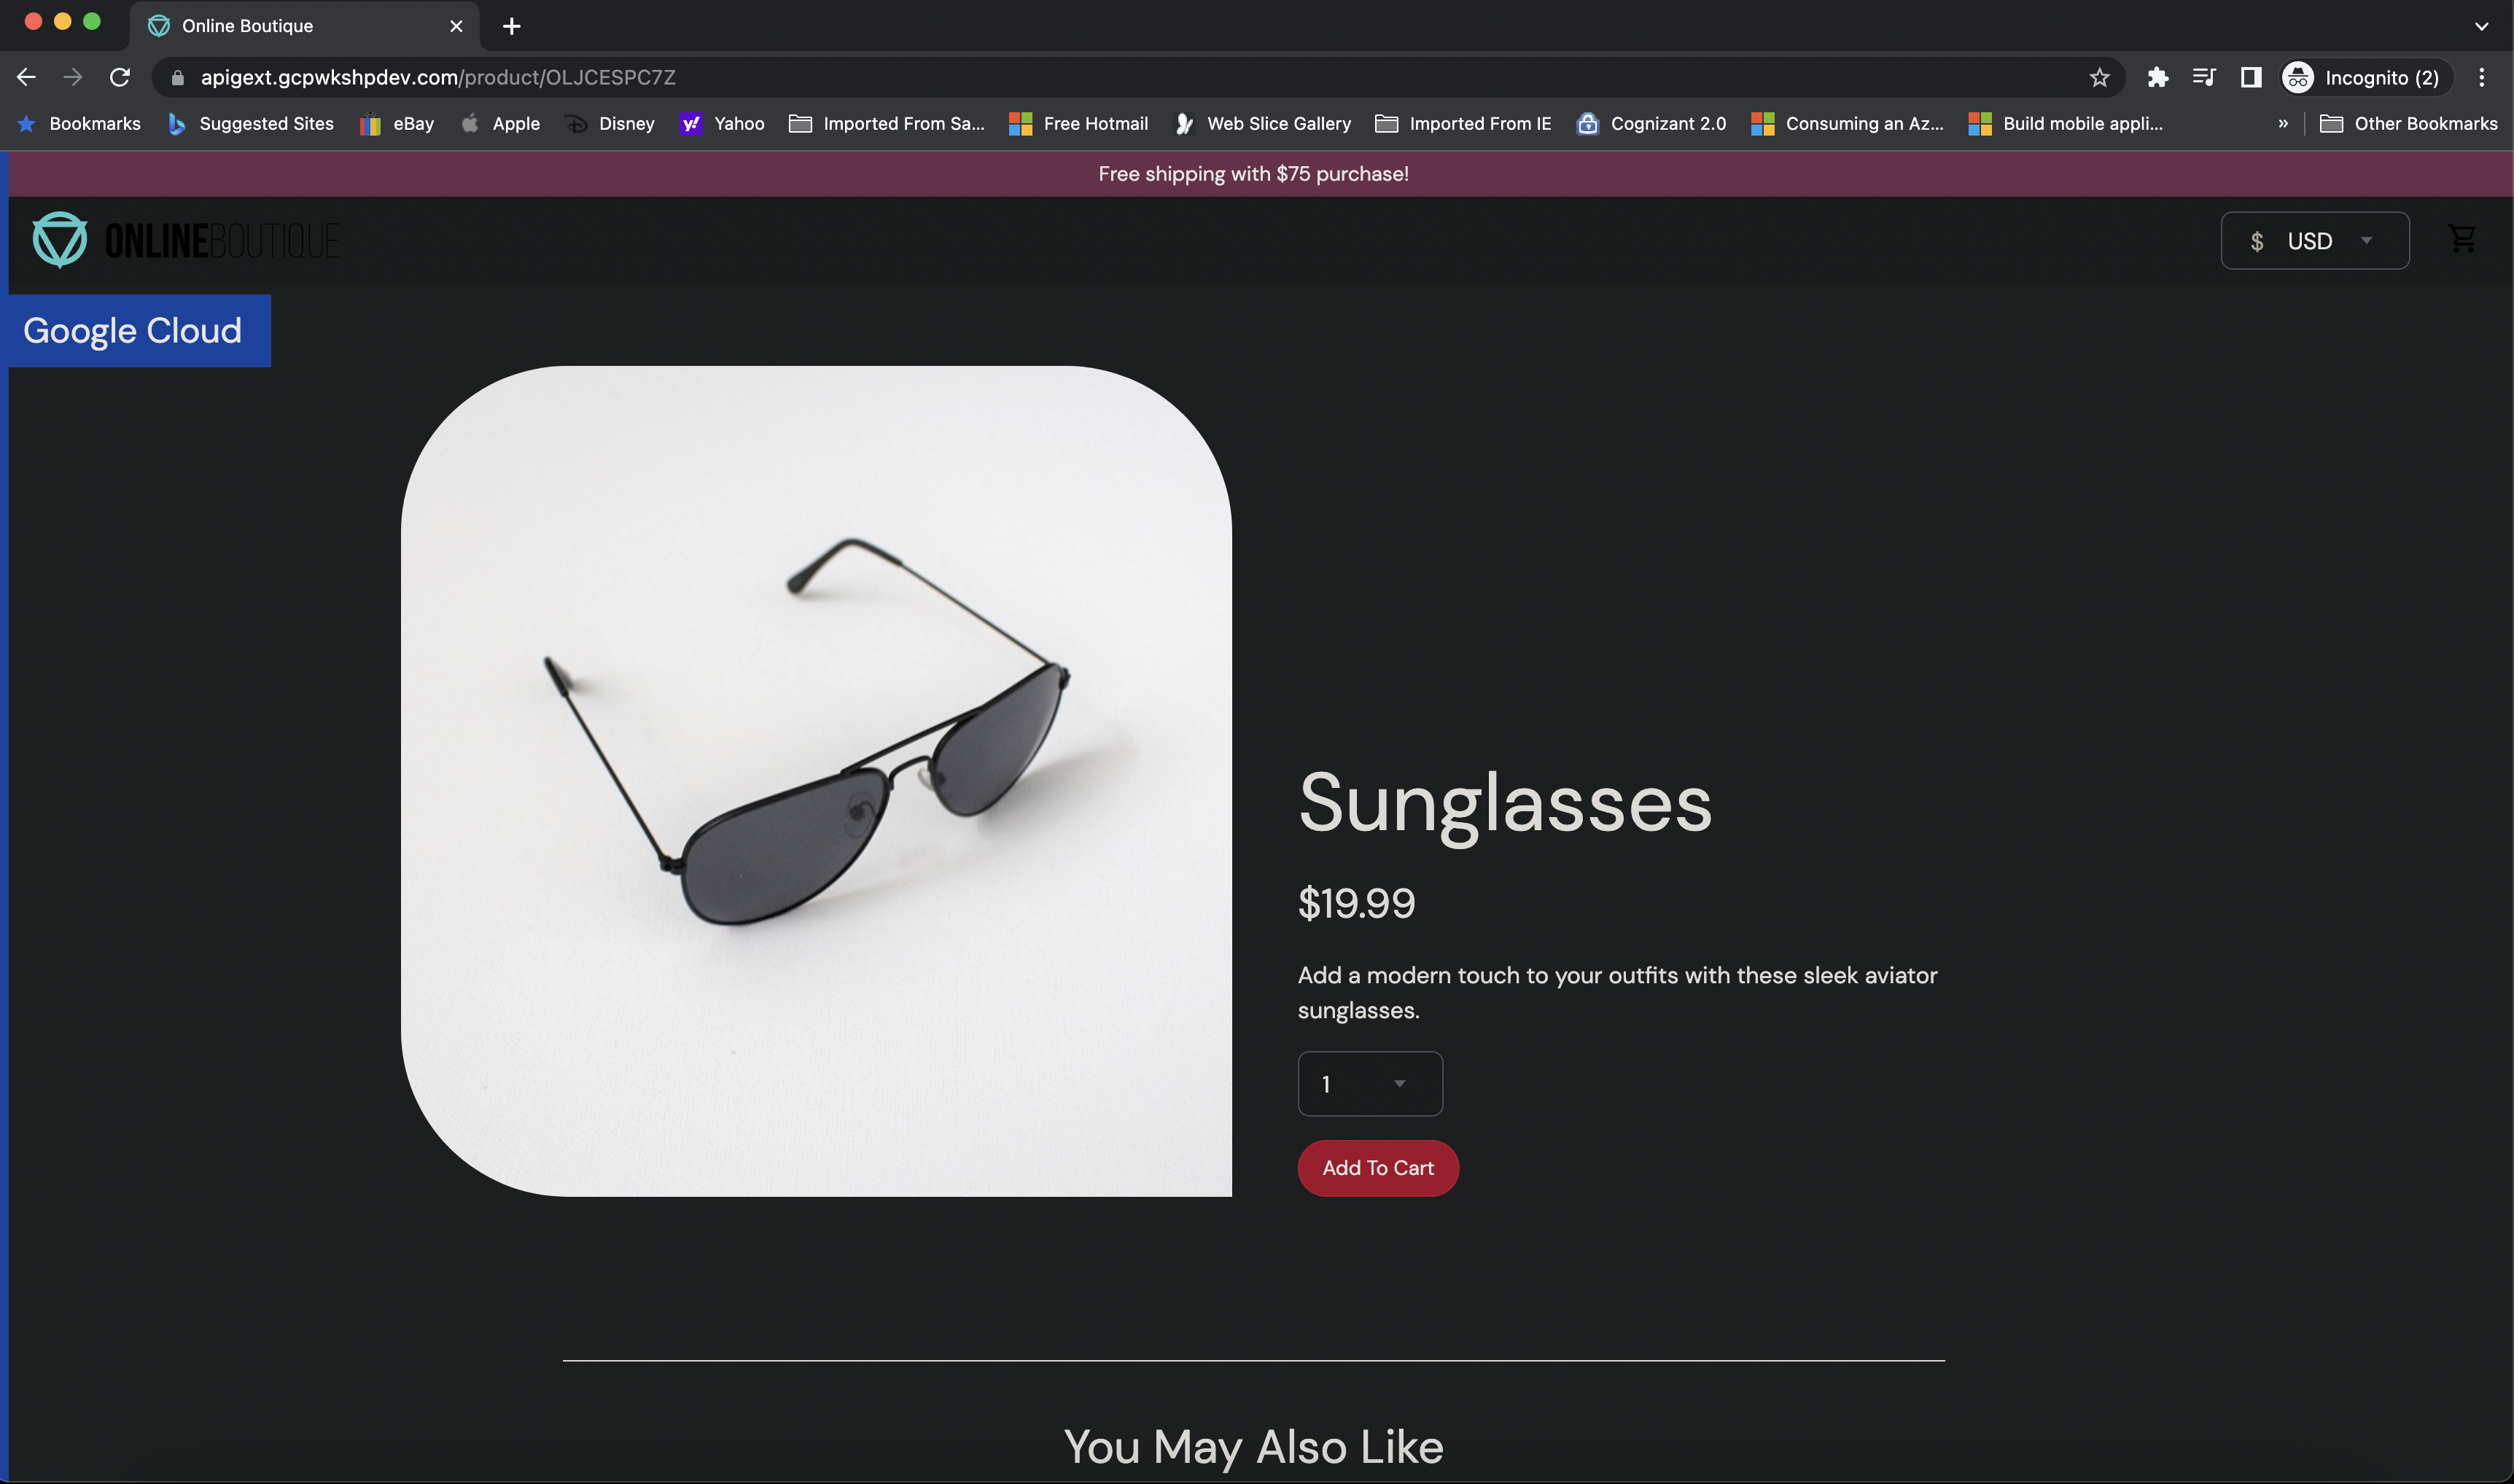 Online Boutique
apigext.gcpwkshpdev.com/product/OLJCESPC7Z
Incognito (2)
Bookmarks Suggested Sites eBay Apple Disney Yahoo Imported From Sa... Free Hotmail Web Slice Gallery Imported From IE Cognizant 2.0 Consuming an Az... Build mobile appli... » Other Bookmarks
Free shipping with $75 purchase!
ONLINEBOUTIQUE
$ USD
Google Cloud
Sunglasses
$19.99
Add a modern touch to your outfits with these sleek aviator
sunglasses.
1
Add To Cart
You May Also Like